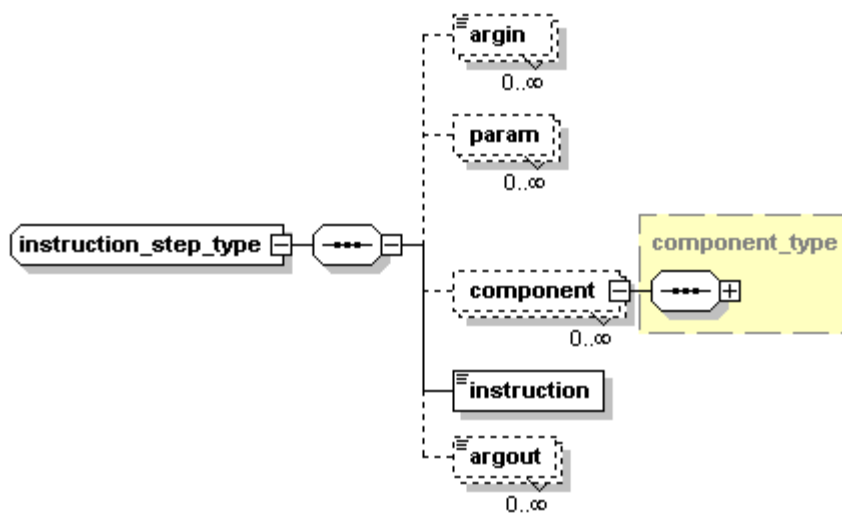 argin
0..∞
param
0..∞
instruction_step_type
component_type
component
0..∞
instruction
argout
0..∞